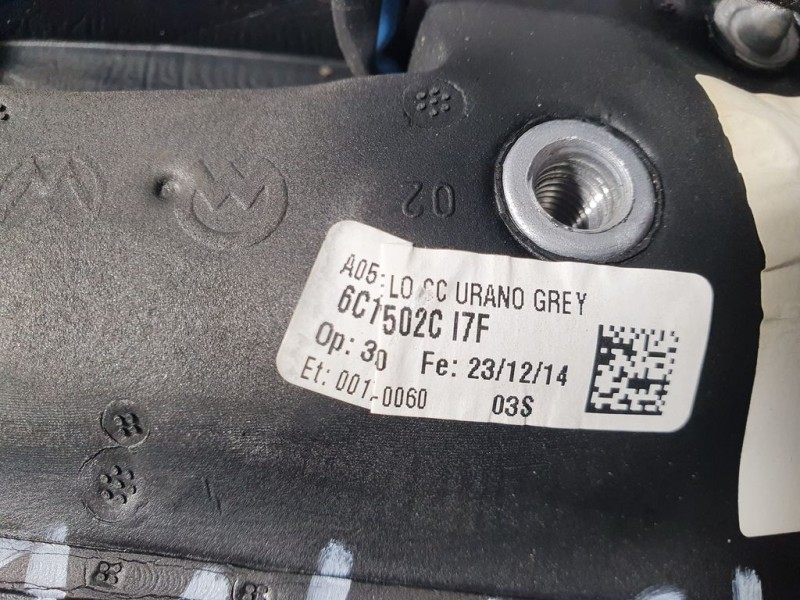 02
A05: LO CC URANO GREY
6C1502C I7F
Op: 30 Fe: 23/12/14
Et: 001-0060 03S